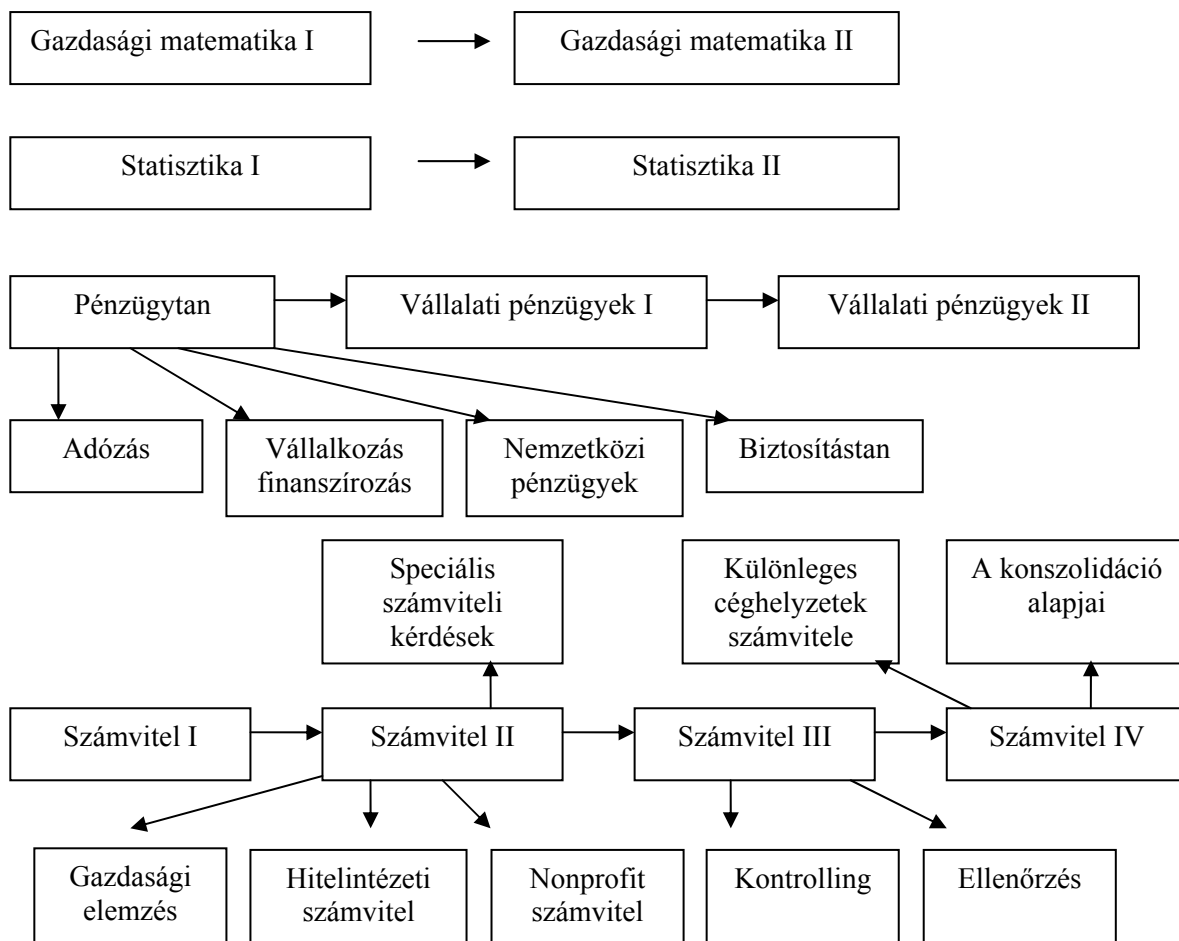 Gazdasági matematika I
Gazdasági matematika II
Statisztika I
Statisztika II
Pénzügytan
Vállalati pénzügyek I
Vállalati pénzügyek II
Adózás
Vállalkozás
finanszírozás
Nemzetközi
pénzügyek
Biztosítástan
Speciális
számviteli
kérdések
Különleges
céghelyzetek
számvitele
A konszolidáció
alapjai
Számvitel I
Számvitel II
Számvitel III
Számvitel IV
Gazdasági
elemzés
Hitelintézeti
számvitel
Nonprofit
számvitel
Kontrolling
Ellenőrzés